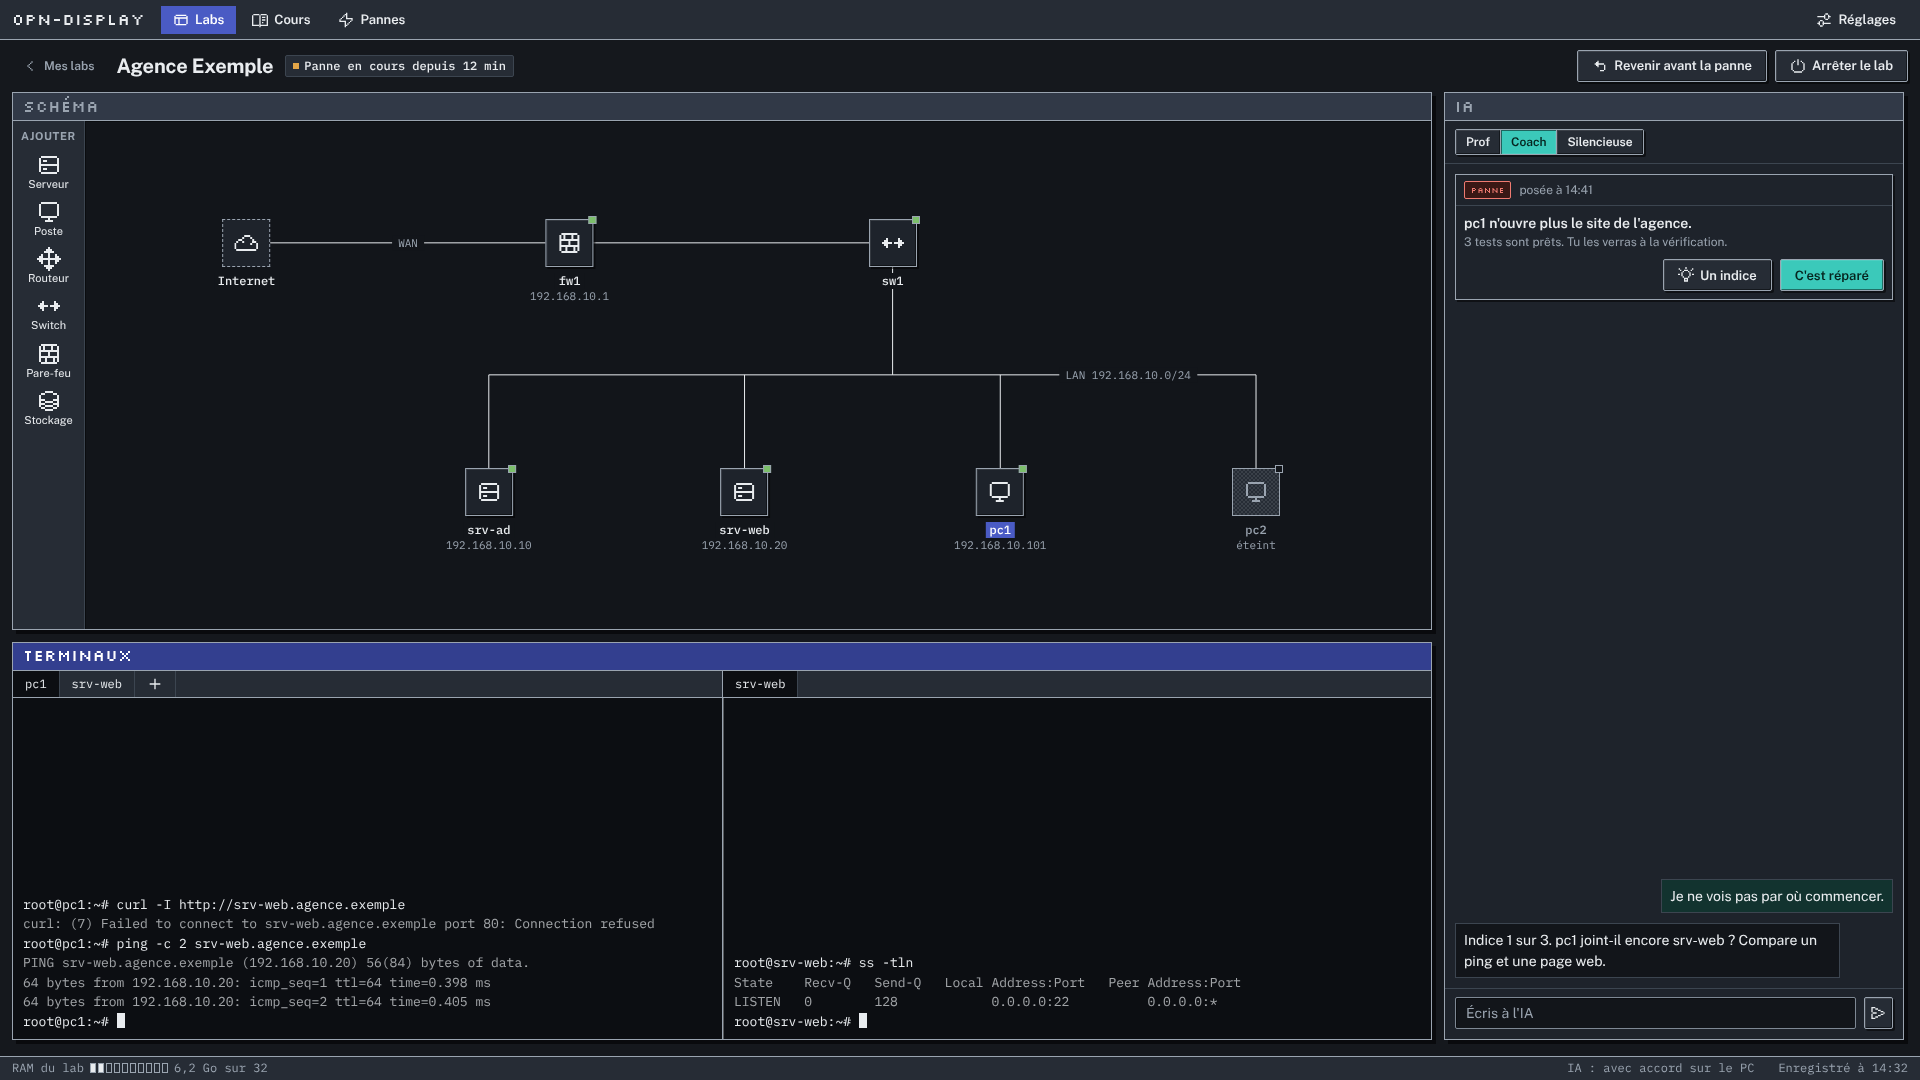 OPN-DISPLAY
Labs
Cours
Pannes
Réglages
Mes labs
Agence Exemple
Panne en cours depuis 12 min
Revenir avant la panne
Arrêter le lab
SCHÉMA
AJOUTER
Serveur
Poste
Routeur
Switch
Pare-feu
Stockage
WAN
Internet
fw1
192.168.10.1
sw1
LAN 192.168.10.0/24
srv-ad
192.168.10.10
srv-web
192.168.10.20
pc1
192.168.10.101
pc2
éteint
TERMINAUX
pc1
srv-web
+
root@pc1:~# curl -I http://srv-web.agence.exemple
curl: (7) Failed to connect to srv-web.agence.exemple port 80: Connection refused
root@pc1:~# ping -c 2 srv-web.agence.exemple
PING srv-web.agence.exemple (192.168.10.20) 56(84) bytes of data.
64 bytes from 192.168.10.20: icmp_seq=1 ttl=64 time=0.398 ms
64 bytes from 192.168.10.20: icmp_seq=2 ttl=64 time=0.405 ms
root@pc1:~#
srv-web
root@srv-web:~# ss -tln
State Recv-Q Send-Q Local Address:Port Peer Address:Port
LISTEN 0 128 0.0.0.0:22 0.0.0.0:*
root@srv-web:~#
IA
Prof
Coach
Silencieuse
PANNE
posée à 14:41
pc1 n'ouvre plus le site de l'agence.
3 tests sont prêts. Tu les verras à la vérification.
Un indice
C'est réparé
Je ne vois pas par où commencer.
Indice 1 sur 3. pc1 joint-il encore srv-web ? Compare un
ping et une page web.
Écris à l'IA
RAM du lab
6,2 Go sur 32
IA : avec accord sur le PC
Enregistré à 14:32